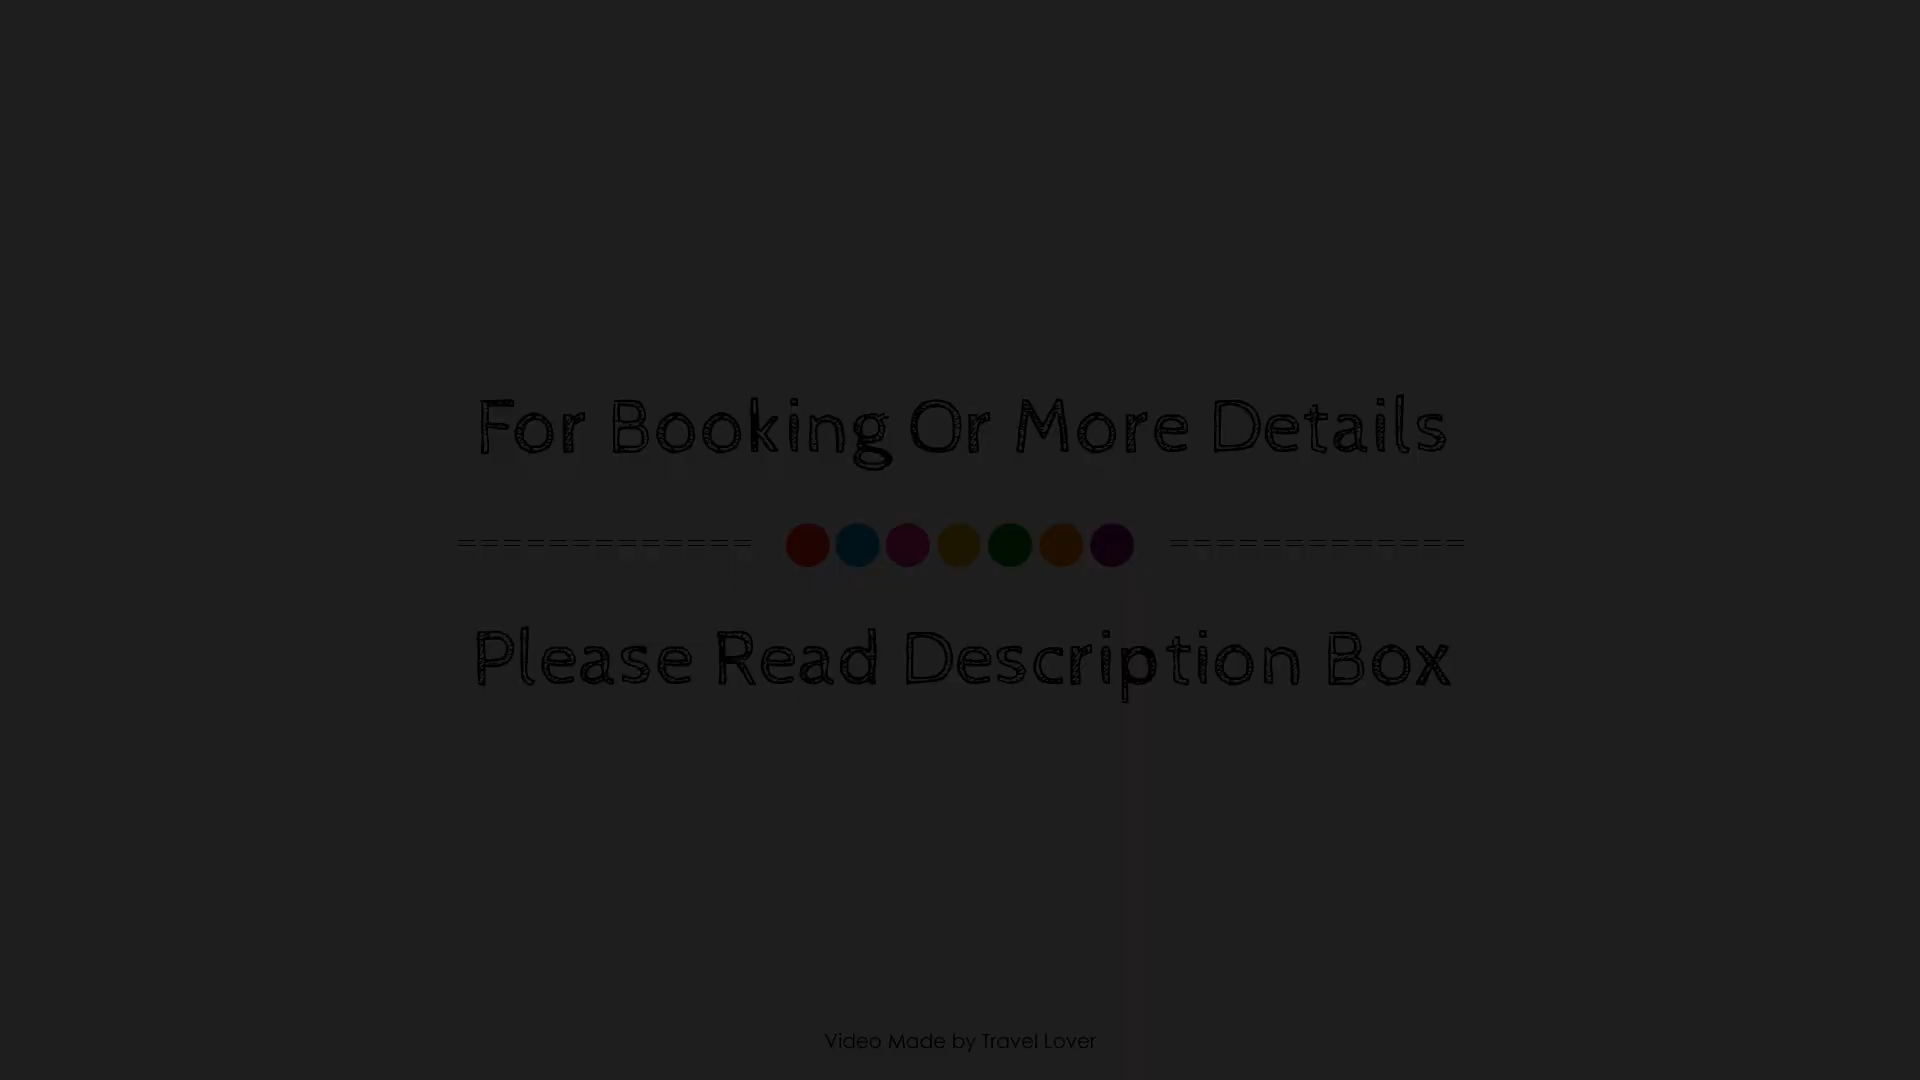 For Booking Or More Details
============= =============
Please Read Description Box
Video Made by Travel Lover